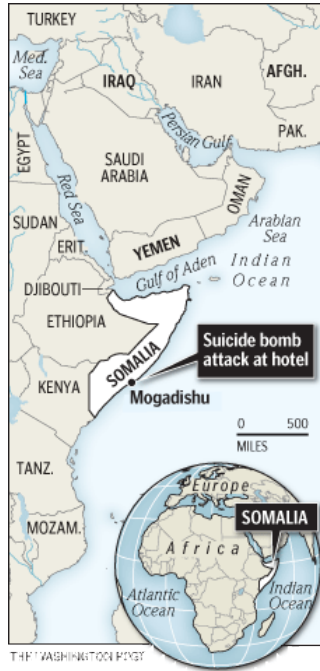 TURKEY
Med.
Sea
IRAQ
IRAN
AFGH.
PAK.
Persian Gulf
EGYPT
SAUDI
ARABIA
Red Sea
OMAN
Arabian
Sea
SUDAN
ERIT.
YEMEN
Gulf of Aden
Indian
Ocean
DJIBOUTI
ETHIOPIA
SOMALIA
Suicide bomb
attack at hotel
KENYA
Mogadishu
0 500
MILES
TANZ.
MOZAM.
Europe
SOMALIA
Africa
Atlantic
Ocean
Indian
Ocean
THE WASHINGTON POST